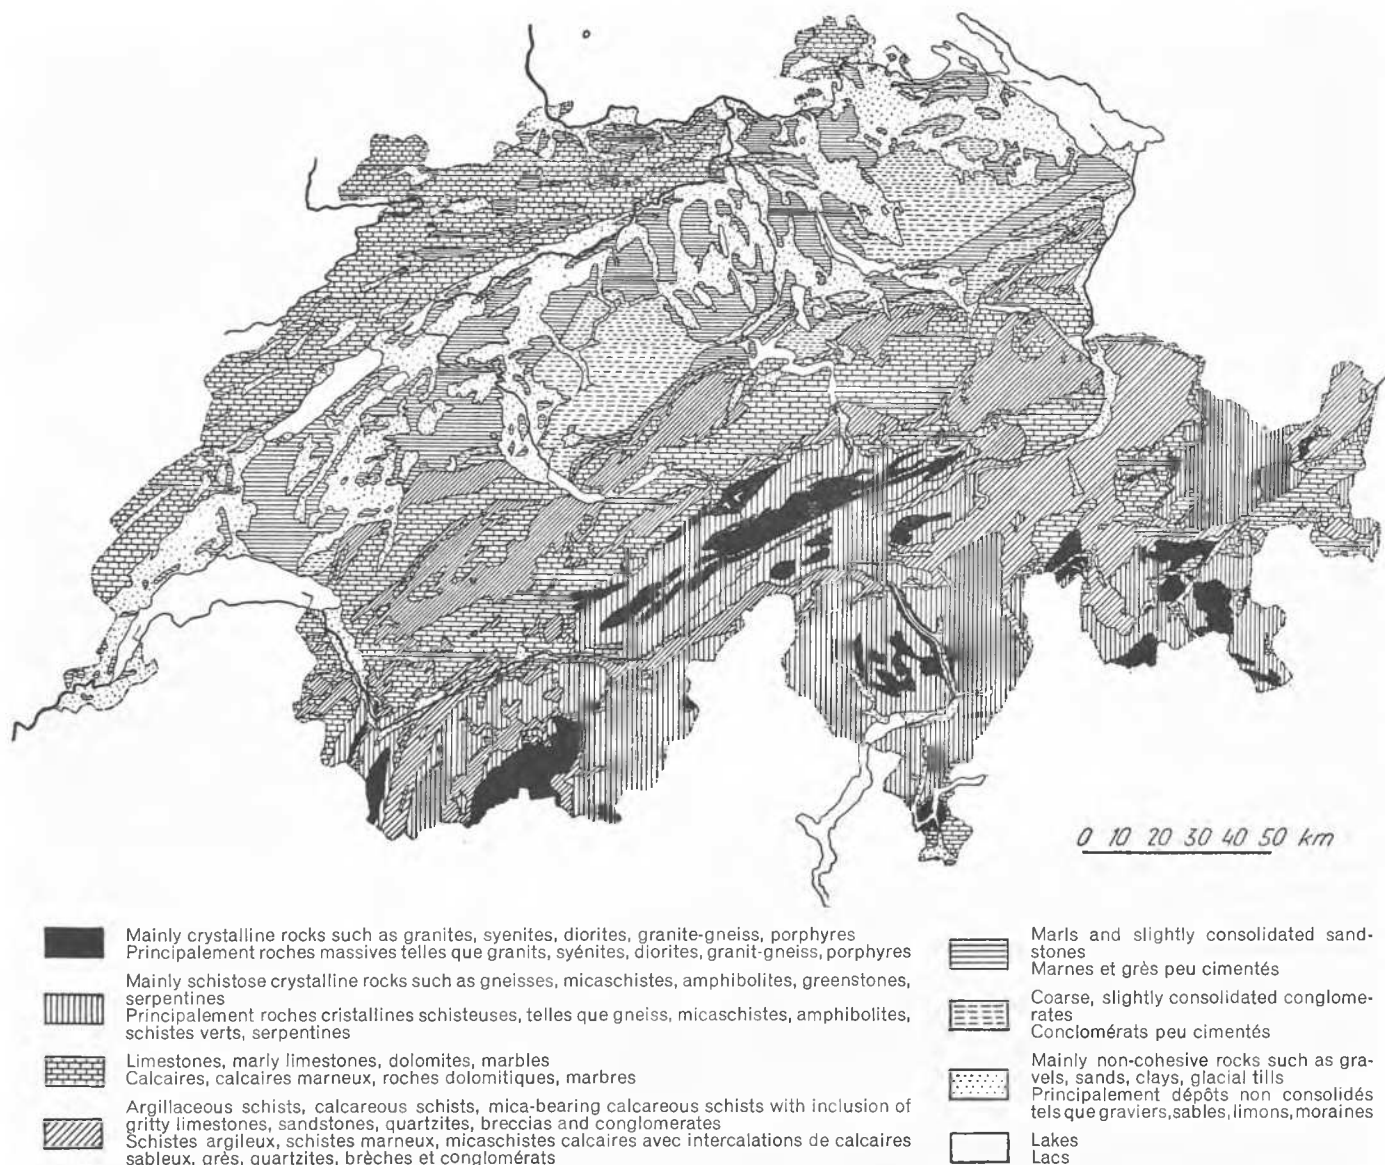 0 10 20 30 40 50 km
Mainly crystalline rocks such as granites, syenites, diorites, granite-gneiss, porphyres
Principalement roches massives telles que granits, syénites, diorites, granit-gneiss, porphyres
Mainly schistose crystalline rocks such as gneisses, micaschistes, amphibolites, greenstones,
serpentines
Principalement roches cristallines schisteuses, telles que gneiss, micaschistes, amphibolites,
schistes verts, serpentines
Limestones, marly limestones, dolomites, marbles
Calcaires, calcaires marneux, roches dolomitiques, marbres
Argillaceous schists, calcareous schists, mica-bearing calcareous schists with inclusion of
gritty limestones, sandstones, quartzites, breccias and conglomerates
Schistes argileux, schistes marneux, micaschistes calcaires avec intercalations de calcaires
sableux, grès, quartzites, brèches et conglomérats
Marls and slightly consolidated sand-
stones
Marnes et grès peu cimentés
Coarse, slightly consolidated conglome-
rates
Conclomérats peu cimentés
Mainly non-cohesive rocks such as gra-
vels, sands, clays, glacial tills
Principalement dépôts non consolidés
tels que graviers, sables, limons, moraines
Lakes
Lacs